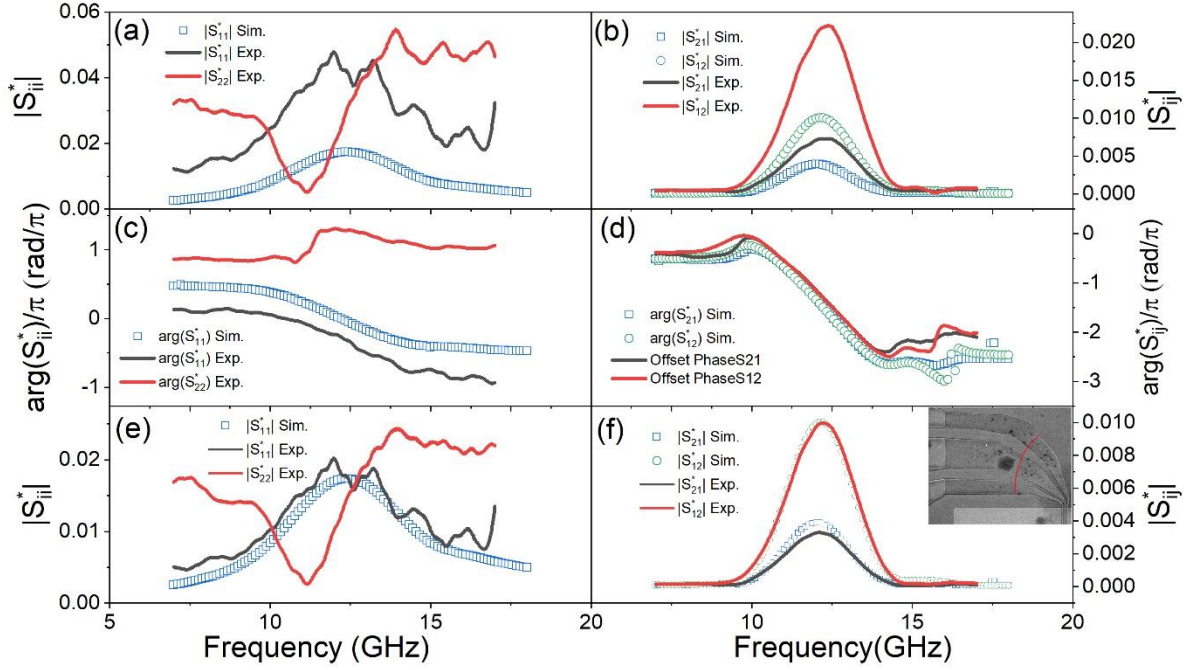 (a)
|S*11| Sim.
|S*11| Exp.
|S*22| Exp.
0.06
0.04
0.02
0.00
|S*ii|
(b)
|S*21| Sim.
|S*12| Sim.
|S*21| Exp.
|S*12| Exp.
0.020
0.015
0.010
0.005
0.000
|S*ij|
(c)
arg(S*11) Sim.
arg(S*11) Exp.
arg(S*22) Exp.
1
0
-1
arg(S*ii)/π (rad/π)
(d)
arg(S*21) Sim.
arg(S*12) Sim.
Offset PhaseS21
Offset PhaseS12
0
-1
-2
-3
arg(S*ij)/π (rad/π)
(e)
|S*11| Sim.
|S*11| Exp.
|S*22| Exp.
0.02
0.01
0.00
|S*ii|
5
10
15
20
Frequency (GHz)
(f)
|S*21| Sim.
|S*12| Sim.
|S*21| Exp.
|S*12| Exp.
0.010
0.008
0.006
0.004
0.002
0.000
|S*ij|
10
15
20
Frequency(GHz)